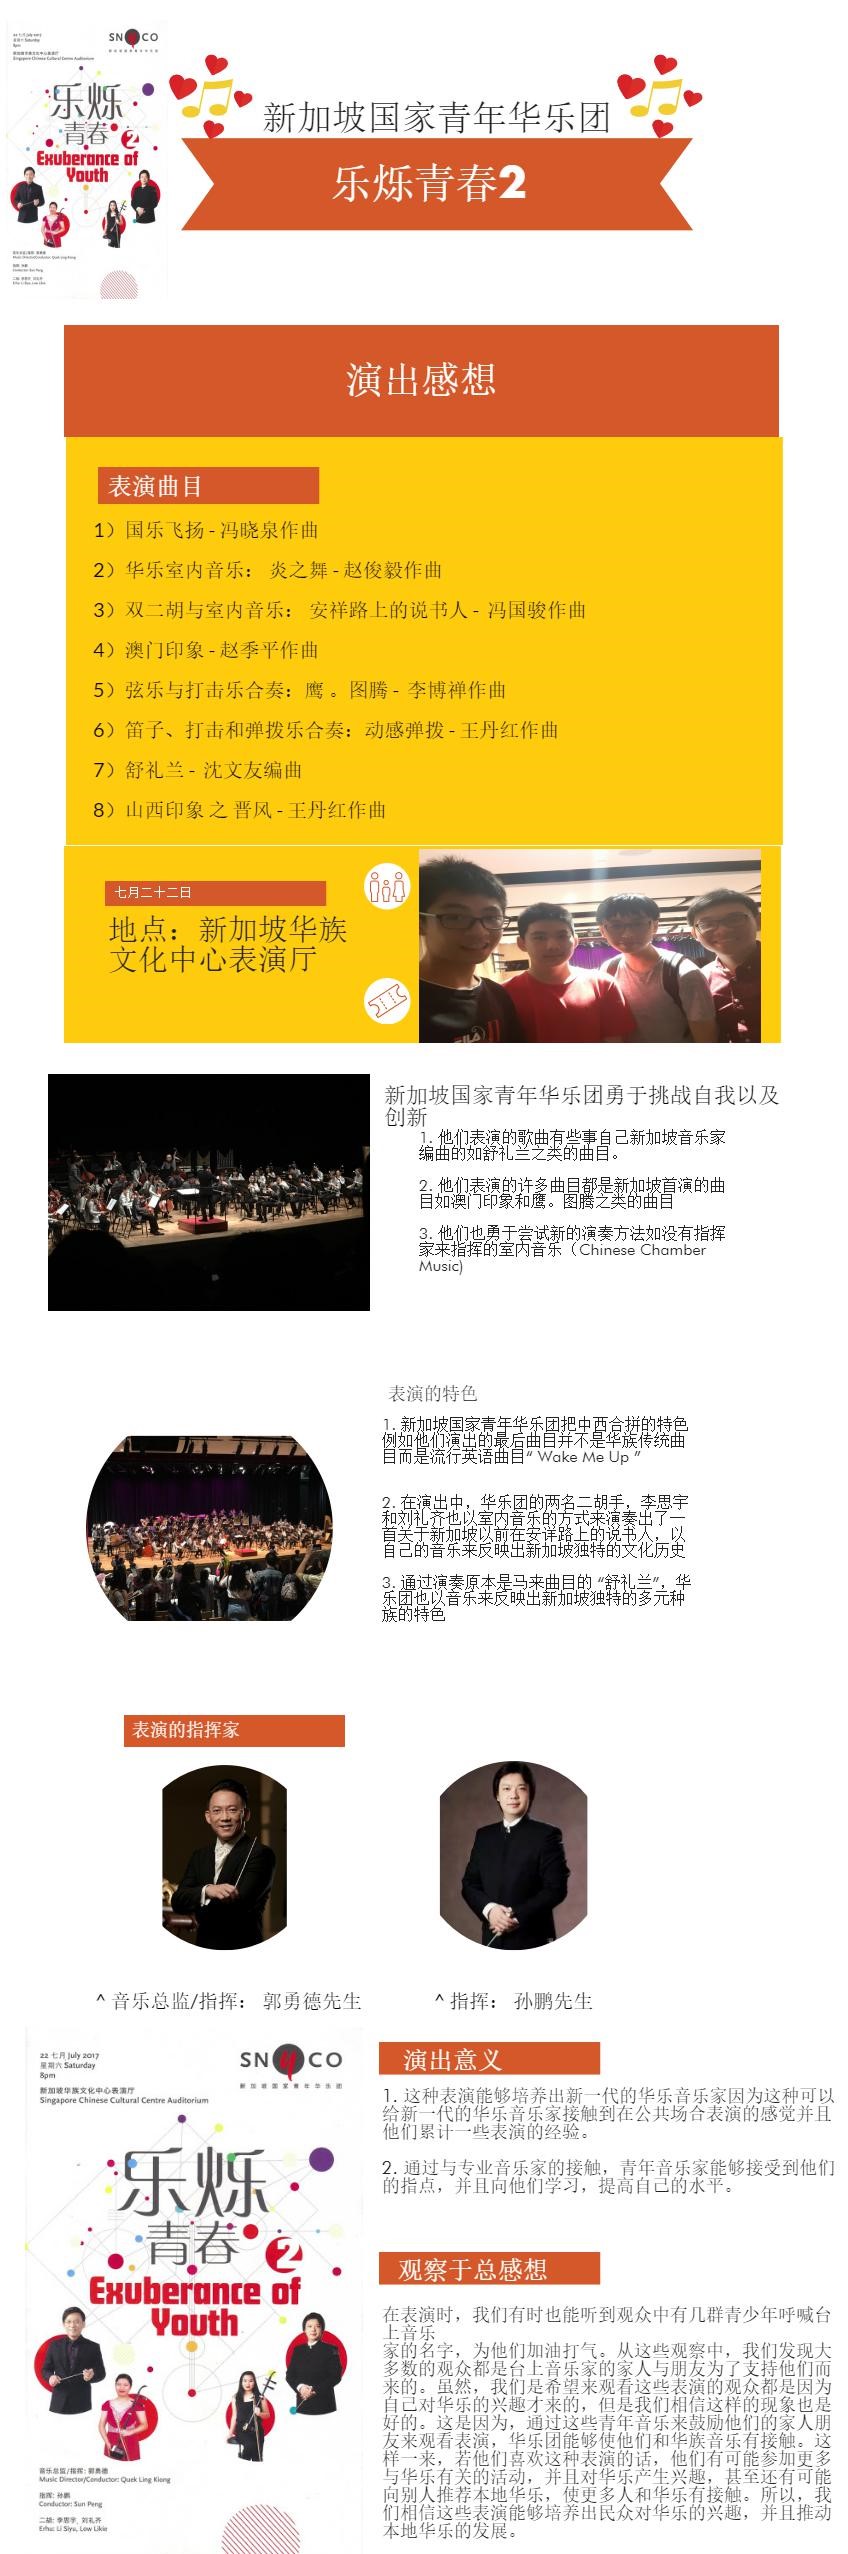 22 七月 July 2017
星期六 Saturday
8pm
新加坡华族文化中心表演厅
Singapore Chinese Cultural Centre Auditorium
SNYCO
新加坡国家青年华乐团
乐烁
青春
2
Exuberance of
Youth
音乐总监/指挥: 郭勇德
Music Director/Conductor: Quek Ling Kiong
指挥: 孙鹏
Conductor: Sun Peng
二胡: 李思宇, 刘礼齐
Erhu: Li Siyu, Low Likie
新加坡国家青年华乐团
乐烁青春2
演出感想
表演曲目
1）国乐飞扬 - 冯晓泉作曲
2）华乐室内音乐： 炎之舞 - 赵俊毅作曲
3）双二胡与室内音乐： 安祥路上的说书人 - 冯国骏作曲
4）澳门印象 - 赵季平作曲
5）弦乐与打击乐合奏：鹰 。图腾 - 李博禅作曲
6）笛子、打击和弹拨乐合奏：动感弹拨 - 王丹红作曲
7）舒礼兰 - 沈文友编曲
8）山西印象 之 晋风 - 王丹红作曲
七月二十二日
地点：新加坡华族
文化中心表演厅
新加坡国家青年华乐团勇于挑战自我以及
创新
1. 他们表演的歌曲有些事自己新加坡音乐家
编曲的如舒礼兰之类的曲目。
2. 他们表演的许多曲目都是新加坡首演的曲
目如澳门印象和鹰。图腾之类的曲目
3. 他们也勇于尝试新的演奏方法如没有指挥
家来指挥的室内音乐（Chinese Chamber
Music)
表演的特色
1. 新加坡国家青年华乐团把中西合拼的特色
例如他们演出的最后曲目并不是华族传统曲
目而是流行英语曲目“ Wake Me Up ”
2. 在演出中，华乐团的两名二胡手，李思宇
和刘礼齐也以室内音乐的方式来演奏出了一
首关于新加坡以前在安详路上的说书人，以
自己的音乐来反映出新加坡独特的文化历史
3. 通过演奏原本是马来曲目的 “舒礼兰”，华
乐团也以音乐来反映出新加坡独特的多元种
族的特色
表演的指挥家
^ 音乐总监/指挥： 郭勇德先生
^ 指挥： 孙鹏先生
22 七月 July 2017
星期六 Saturday
8pm
新加坡华族文化中心表演厅
Singapore Chinese Cultural Centre Auditorium
SNYCO
新加坡国家青年华乐团
乐烁
青春
2
Exuberance of
Youth
音乐总监/指挥: 郭勇德
Music Director/Conductor: Quek Ling Kiong
指挥: 孙鹏
Conductor: Sun Peng
二胡: 李思宇, 刘礼齐
Erhu: Li Siyu, Low Likie
演出意义
1. 这种表演能够培养出新一代的华乐音乐家因为这种可以
给新一代的华乐音乐家接触到在公共场合表演的感觉并且
他们累计一些表演的经验。
2. 通过与专业音乐家的接触，青年音乐家能够接受到他们
的指点，并且向他们学习，提高自己的水平。
观察于总感想
在表演时，我们有时也能听到观众中有几群青少年呼喊台
上音乐
家的名字，为他们加油打气。从这些观察中，我们发现大
多数的观众都是台上音乐家的家人与朋友为了支持他们而
来的。虽然，我们是希望来观看这些表演的观众都是因为
自己对华乐的兴趣才来的，但是我们相信这样的现象也是
好的。这是因为，通过这些青年音乐来鼓励他们的家人朋
友来观看表演，华乐团能够使他们和华族音乐有接触。这
样一来，若他们喜欢这种表演的话，他们有可能参加更多
与华乐有关的活动，并且对华乐产生兴趣，甚至还有可能
向别人推荐本地华乐，使更多人和华乐有接触。所以，我
们相信这些表演能够培养出民众对华乐的兴趣，并且推动
本地华乐的发展。